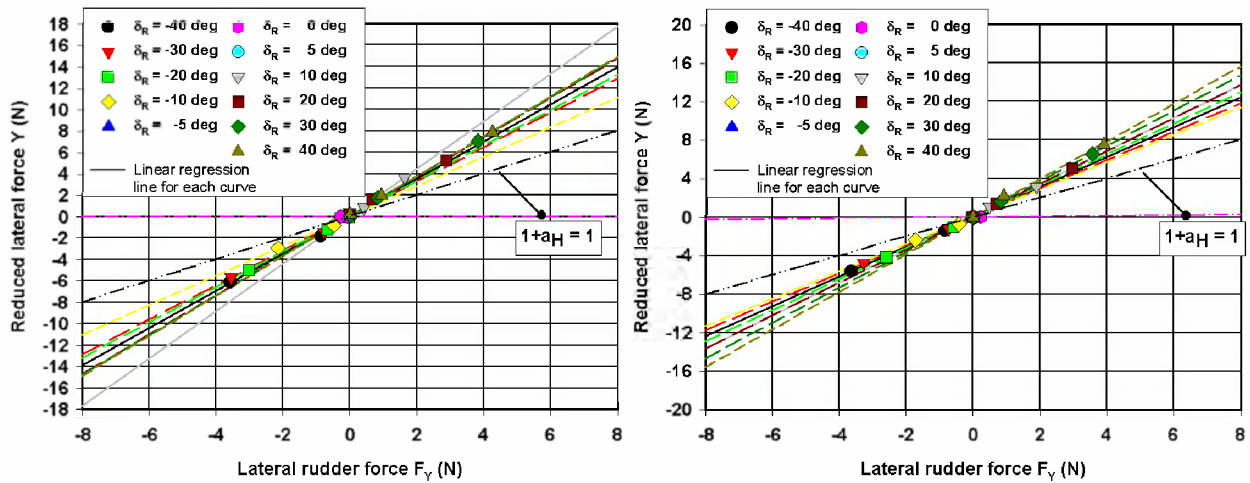 Reduced lateral force Y (N)
18
16
14
12
10
8
6
4
2
0
-2
-4
-6
-8
-10
-12
-14
-16
-18
δR = -40 deg
δR = -30 deg
δR = -20 deg
δR = -10 deg
δR = -5 deg
δR = 0 deg
δR = 5 deg
δR = 10 deg
δR = 20 deg
δR = 30 deg
δR = 40 deg
Linear regression
line for each curve
1+aH = 1
-8 -6 -4 -2 0 2 4 6 8
Lateral rudder force FY (N)
Reduced lateral force Y (N)
20
16
12
8
4
0
-4
-8
-12
-16
-20
δR = -40 deg
δR = -30 deg
δR = -20 deg
δR = -10 deg
δR = -5 deg
δR = 0 deg
δR = 5 deg
δR = 10 deg
δR = 20 deg
δR = 30 deg
δR = 40 deg
Linear regression
line for each curve
1+aH = 1
-8 -6 -4 -2 0 2 4 6 8
Lateral rudder force FY (N)